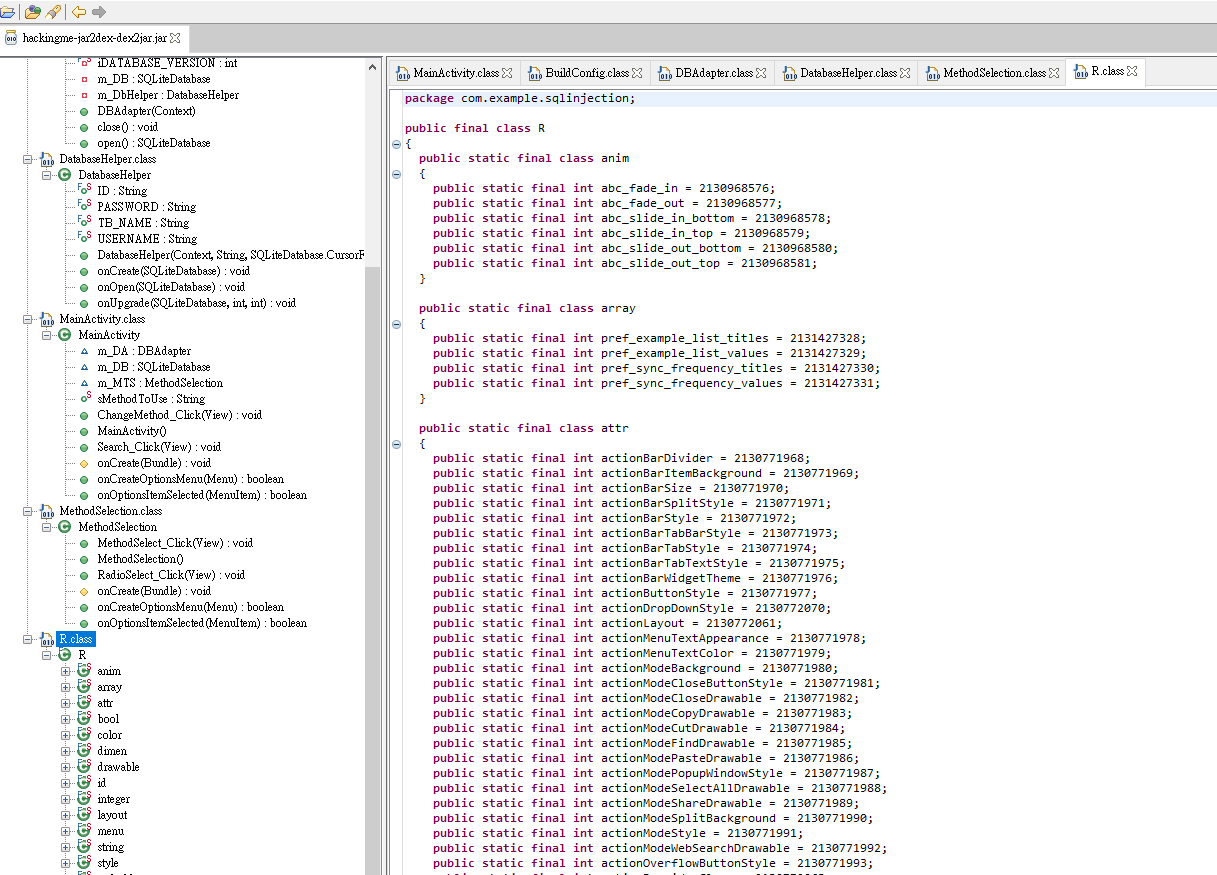 hackingme-jar2dex-dex2jar.jar
iDATABASE_VERSION : int
m_DB : SQLiteDatabase
m_DbHelper : DatabaseHelper
DBAdapter(Context)
close() : void
open() : SQLiteDatabase
DatabaseHelper.class
DatabaseHelper
ID : String
PASSWORD : String
TB_NAME : String
USERNAME : String
DatabaseHelper(Context, String, SQLiteDatabase.CursorF
onCreate(SQLiteDatabase) : void
onOpen(SQLiteDatabase) : void
onUpgrade(SQLiteDatabase, int, int) : void
MainActivity.class
MainActivity
m_DA : DBAdapter
m_DB : SQLiteDatabase
m_MTS : MethodSelection
sMethodToUse : String
ChangeMethod_Click(View) : void
MainActivity()
Search_Click(View) : void
onCreate(Bundle) : void
onCreateOptionsMenu(Menu) : boolean
onOptionsItemSelected(MenuItem) : boolean
MethodSelection.class
MethodSelection
MethodSelect_Click(View) : void
MethodSelection()
RadioSelect_Click(View) : void
onCreate(Bundle) : void
onCreateOptionsMenu(Menu) : boolean
onOptionsItemSelected(MenuItem) : boolean
R.class
R
anim
array
attr
bool
color
dimen
drawable
id
integer
layout
menu
string
style
MainActivity.class BuildConfig.class DBAdapter.class DatabaseHelper.class MethodSelection.class R.class
package com.example.sqlinjection;
public final class R
{
public static final class anim
{
public static final int abc_fade_in = 2130968576;
public static final int abc_fade_out = 2130968577;
public static final int abc_slide_in_bottom = 2130968578;
public static final int abc_slide_in_top = 2130968579;
public static final int abc_slide_out_bottom = 2130968580;
public static final int abc_slide_out_top = 2130968581;
}
public static final class array
{
public static final int pref_example_list_titles = 2131427328;
public static final int pref_example_list_values = 2131427329;
public static final int pref_sync_frequency_titles = 2131427330;
public static final int pref_sync_frequency_values = 2131427331;
}
public static final class attr
{
public static final int actionBarDivider = 2130771968;
public static final int actionBarItemBackground = 2130771969;
public static final int actionBarSize = 2130771970;
public static final int actionBarSplitStyle = 2130771971;
public static final int actionBarStyle = 2130771972;
public static final int actionBarTabBarStyle = 2130771973;
public static final int actionBarTabStyle = 2130771974;
public static final int actionBarTabTextStyle = 2130771975;
public static final int actionBarWidgetTheme = 2130771976;
public static final int actionButtonStyle = 2130771977;
public static final int actionDropDownStyle = 2130772070;
public static final int actionLayout = 2130772061;
public static final int actionMenuTextAppearance = 2130771978;
public static final int actionMenuTextColor = 2130771979;
public static final int actionModeBackground = 2130771980;
public static final int actionModeCloseButtonStyle = 2130771981;
public static final int actionModeCloseDrawable = 2130771982;
public static final int actionModeCopyDrawable = 2130771983;
public static final int actionModeCutDrawable = 2130771984;
public static final int actionModeFindDrawable = 2130771985;
public static final int actionModePasteDrawable = 2130771986;
public static final int actionModePopupWindowStyle = 2130771987;
public static final int actionModeSelectAllDrawable = 2130771988;
public static final int actionModeShareDrawable = 2130771989;
public static final int actionModeSplitBackground = 2130771990;
public static final int actionModeStyle = 2130771991;
public static final int actionModeWebSearchDrawable = 2130771992;
public static final int actionOverflowButtonStyle = 2130771993;